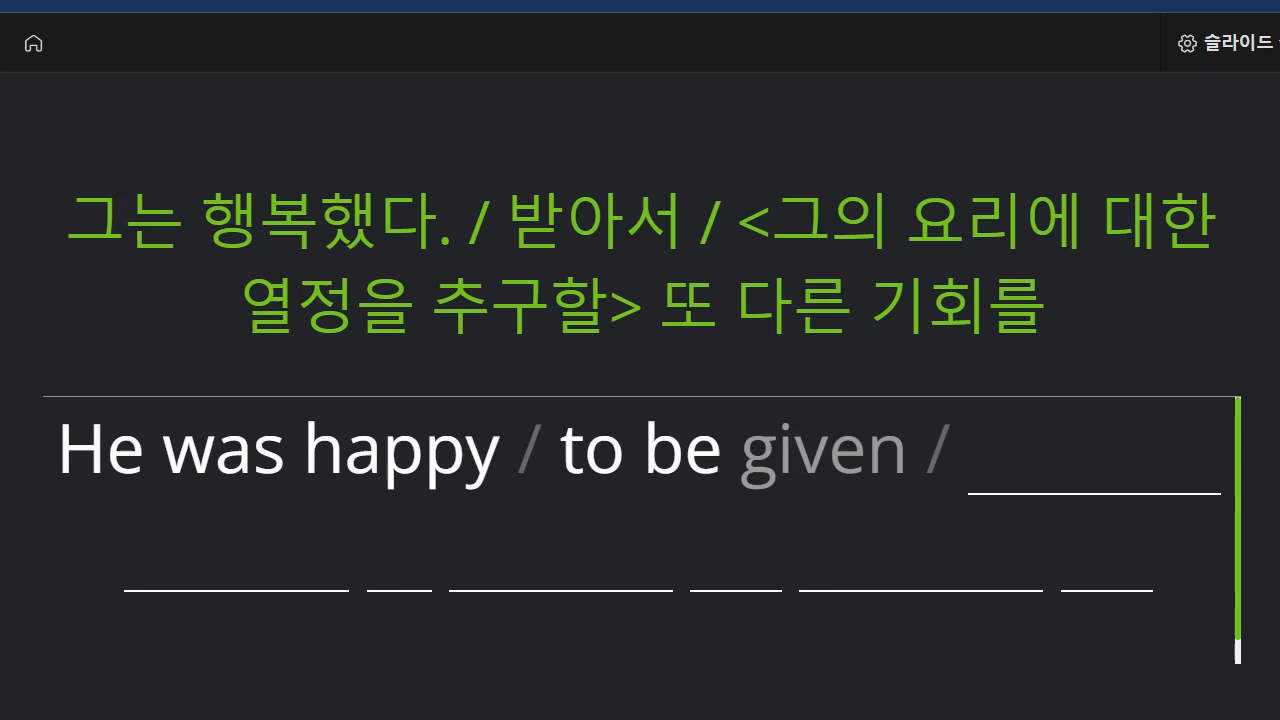 슬라이드
그는 행복했다. / 받아서 / <그의 요리에 대한
열정을 추구할> 또 다른 기회를
He was happy / to be given /